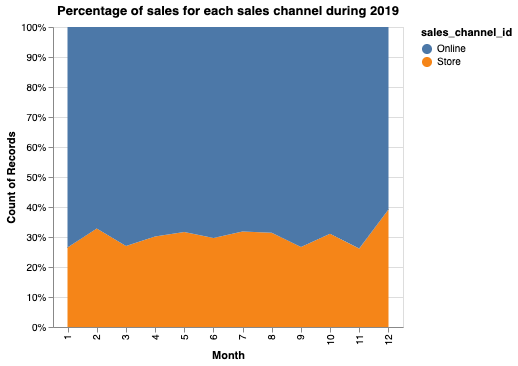 Percentage of sales for each sales channel during 2019
sales_channel_id
Online
Store
Count of Records
100%
90%
80%
70%
60%
50%
40%
30%
20%
10%
0%
1 2 3 4 5 6 7 8 9 10 11 12
Month